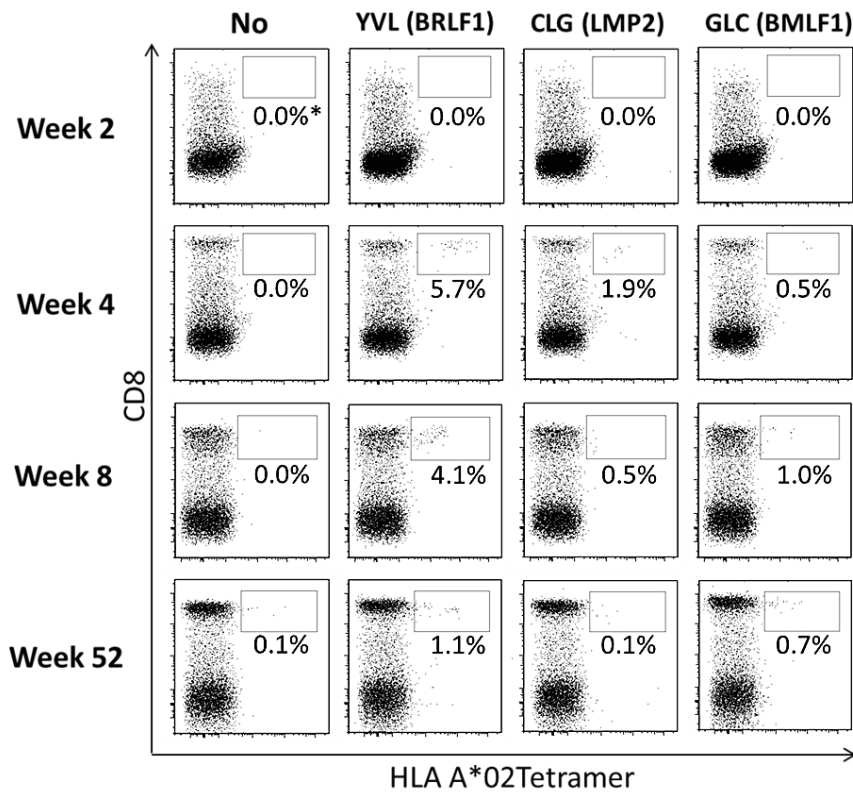 No YVL (BRLF1) CLG (LMP2) GLC (BMLF1)
Week 2 0.0%* 0.0% 0.0% 0.0%
Week 4 0.0% 5.7% 1.9% 0.5%
Week 8 0.0% 4.1% 0.5% 1.0%
Week 52 0.1% 1.1% 0.1% 0.7%
CD8
HLA A*02Tetramer